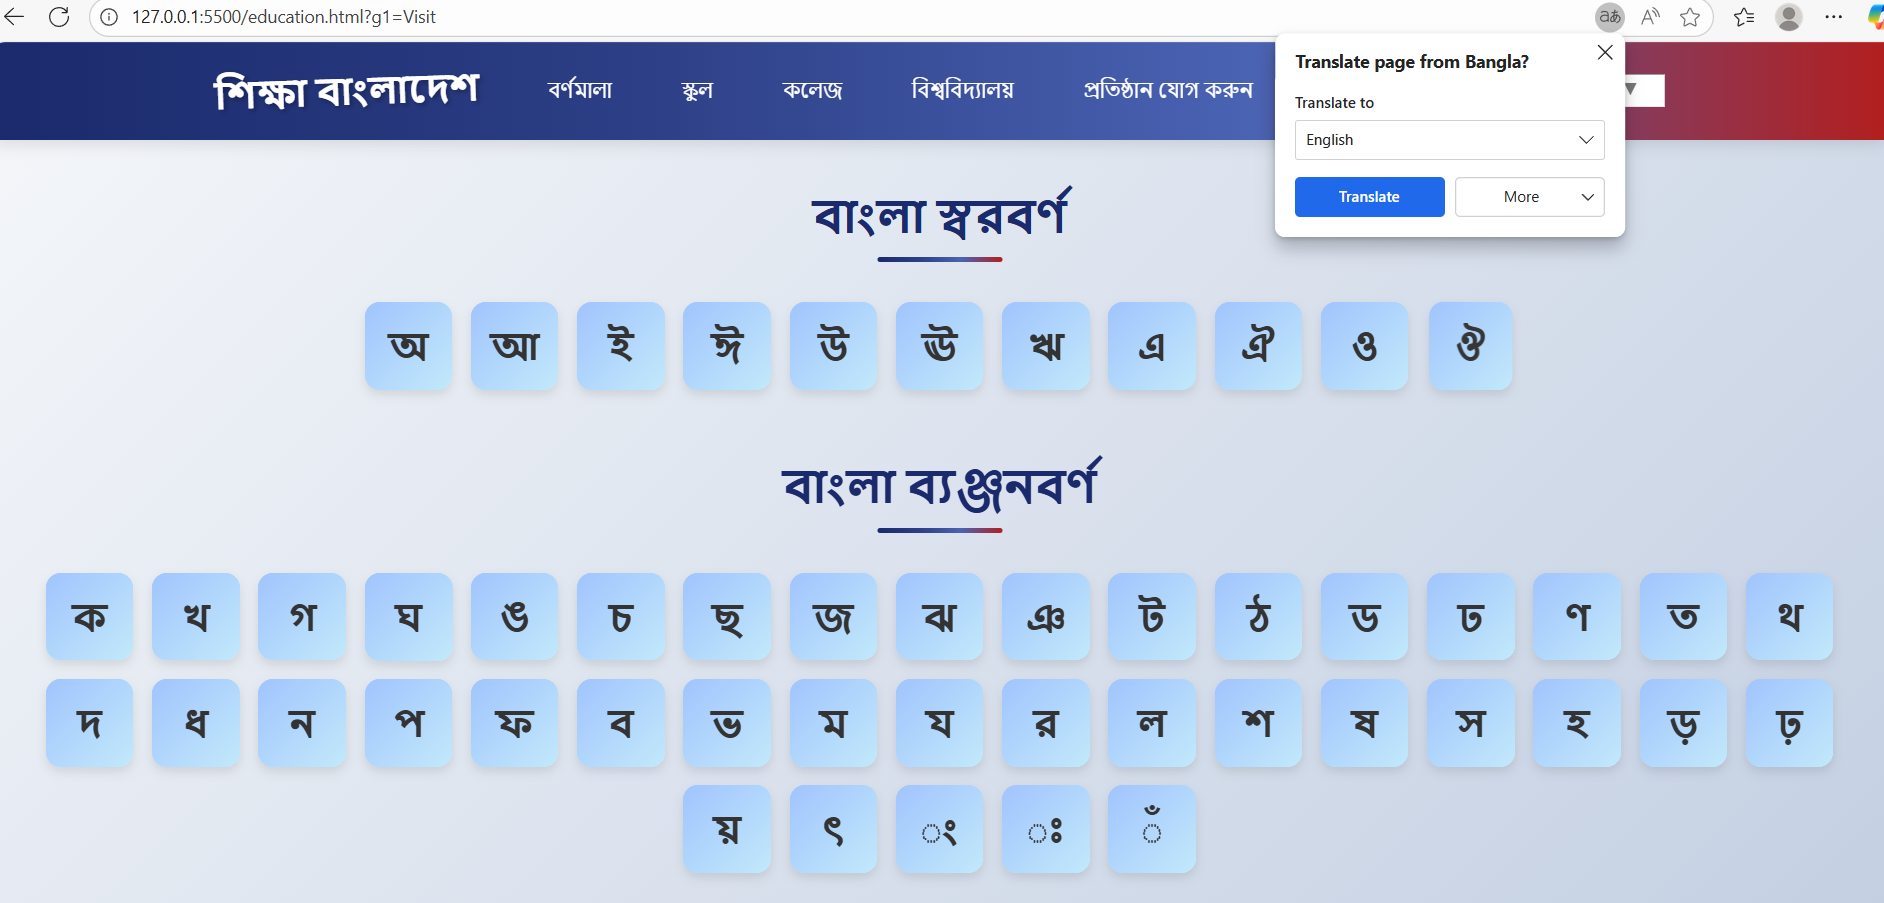 127.0.0.1:5500/education.html?g1=Visit
শিক্ষা বাংলাদেশ
বর্ণমালা
স্কুল
কলেজ
বিশ্ববিদ্যালয়
প্রতিষ্ঠান যোগ করুন
Translate page from Bangla?
Translate to
English
Translate
More
বাংলা স্বরবর্ণ
অ আ ই ঈ উ ঊ ঋ এ ঐ ও ঔ
বাংলা ব্যঞ্জনবর্ণ
ক খ গ ঘ ঙ চ ছ জ ঝ ঞ ট ঠ ড ঢ ণ ত থ
দ ধ ন প ফ ব ভ ম য র ল শ ষ স হ ড় ঢ়
য় ৎ ং ঃ ঁ